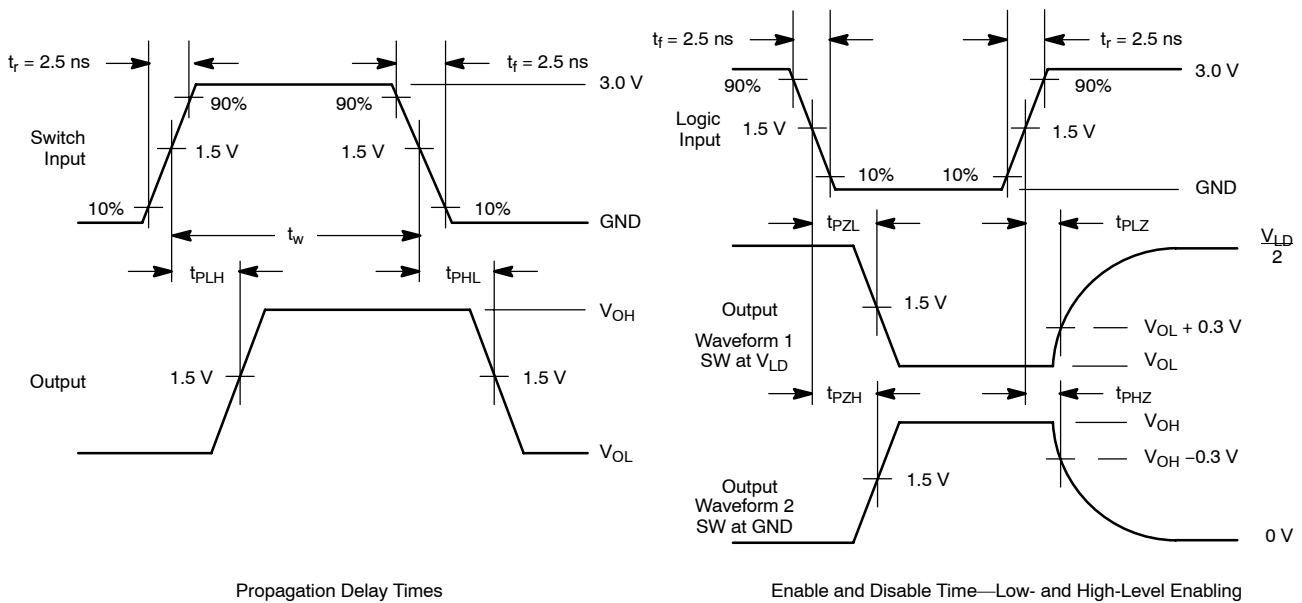 tr = 2.5 ns
tf = 2.5 ns
3.0 V
90%
90%
Switch
Input
1.5 V
1.5 V
10%
10%
GND
tw
tPLH
tPHL
VOH
Output
1.5 V
1.5 V
VOL
Propagation Delay Times
tf = 2.5 ns
tr = 2.5 ns
3.0 V
90%
90%
Logic
Input
1.5 V
1.5 V
10%
10%
GND
tPZL
tPLZ
VLD
2
Output
1.5 V
VOL + 0.3 V
Waveform 1
SW at VLD
VOL
tPZH
tPHZ
VOH
VOH −0.3 V
Output
Waveform 2
SW at GND
1.5 V
0 V
Enable and Disable Time—Low- and High-Level Enabling